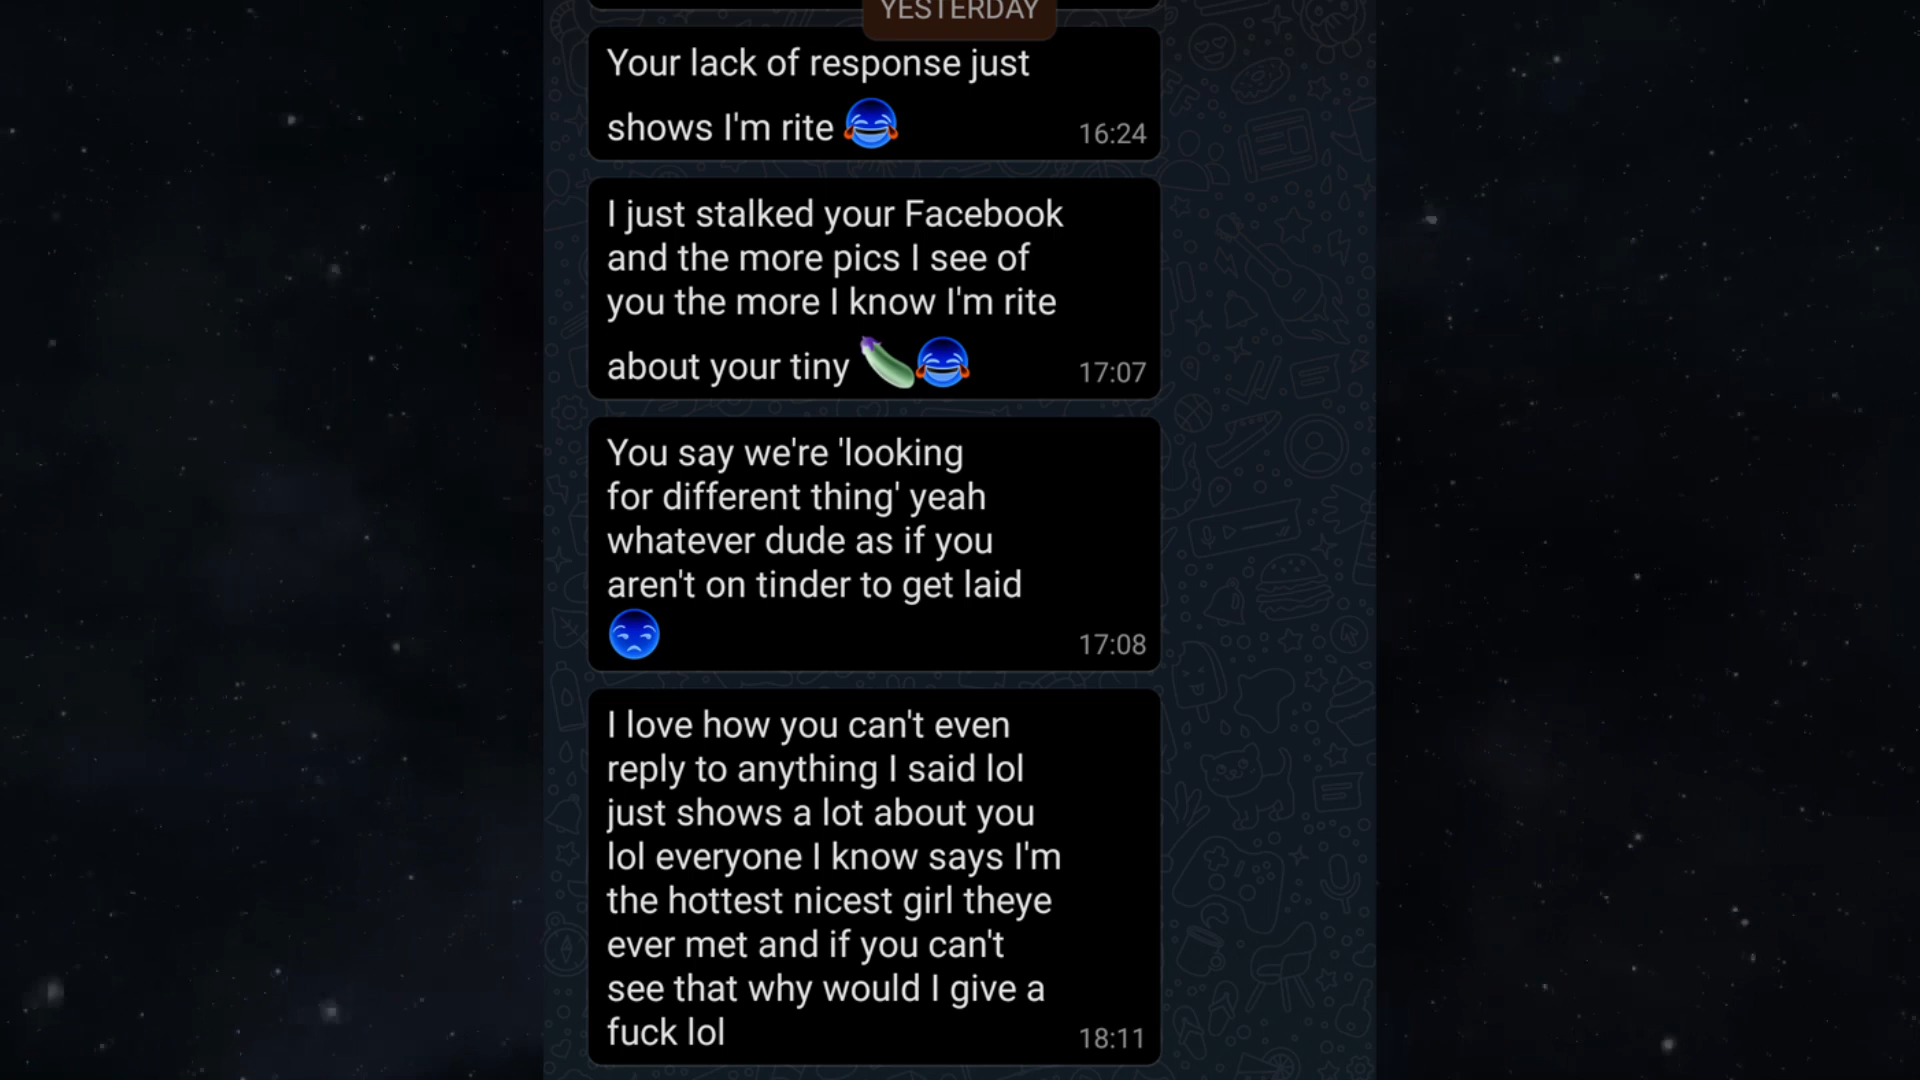 YESTERDAY
Your lack of response just
shows I'm rite 😂
16:24
I just stalked your Facebook
and the more pics I see of
you the more I know I'm rite
about your tiny 🍆😂
17:07
You say we're 'looking
for different thing' yeah
whatever dude as if you
aren't on tinder to get laid
😒
17:08
I love how you can't even
reply to anything I said lol
just shows a lot about you
lol everyone I know says I'm
the hottest nicest girl theye
ever met and if you can't
see that why would I give a
fuck lol
18:11